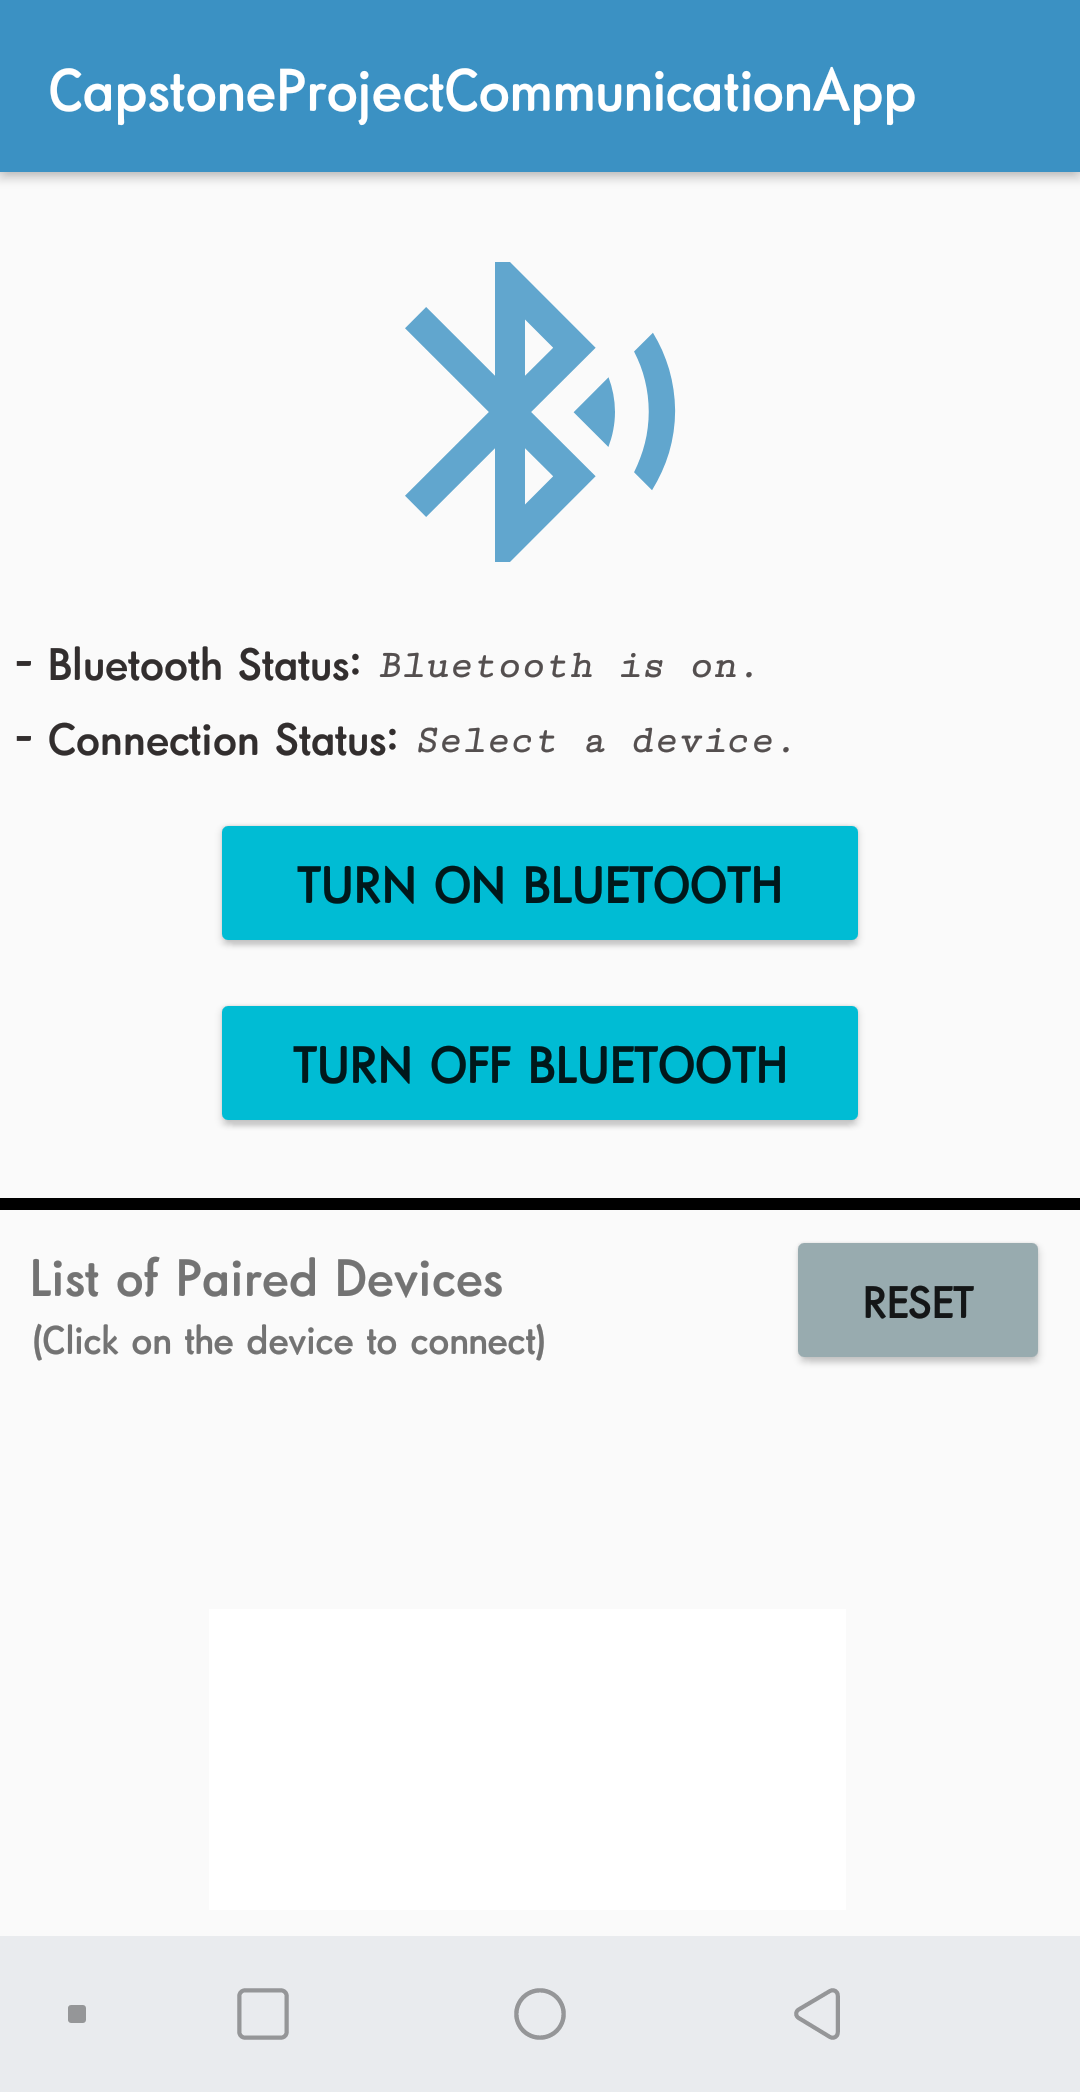 CapstoneProjectCommunicationApp
- Bluetooth Status: Bluetooth is on.
- Connection Status: Select a device.
TURN ON BLUETOOTH
TURN OFF BLUETOOTH
List of Paired Devices
RESET
(Click on the device to connect)